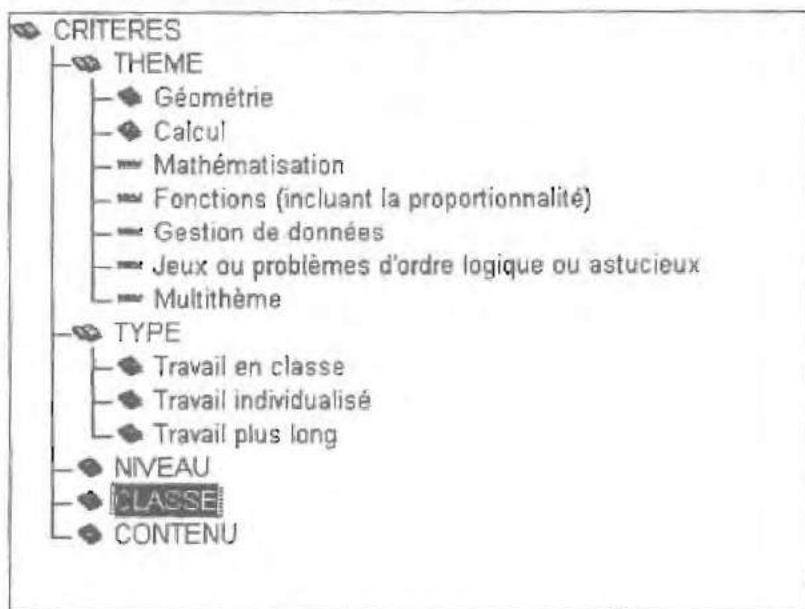 CRITERES
THEME
Géométrie
Calcul
Mathématisation
Fonctions (incluant la proportionnalité)
Gestion de données
Jeux ou problèmes d'ordre logique ou astucieux
Multithème
TYPE
Travail en classe
Travail individualisé
Travail plus long
NIVEAU
CLASSE
CONTENU